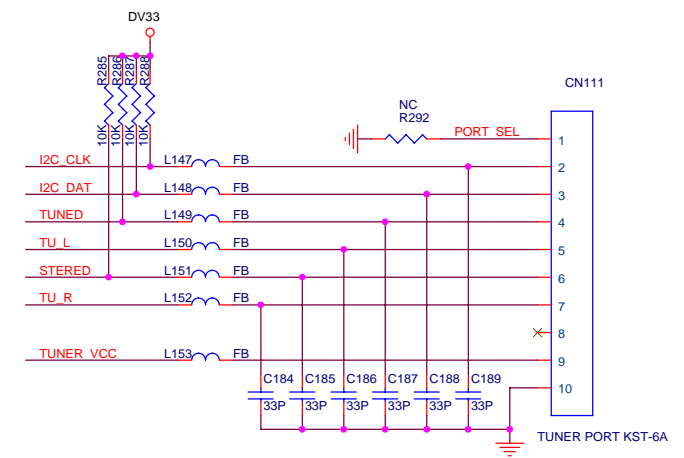 DV33
R285
R286
R287
R288
10K
10K
10K
10K
CN111
NC
R292
PORT_SEL
1
I2C_CLK
L147
FB
2
I2C_DAT
L148
FB
3
TUNED
L149
FB
4
TU_L
L150
FB
5
STERED
L151
FB
6
TU_R
L152
FB
7
8
TUNER_VCC
L153
FB
9
C184
C185
C186
C187
C188
C189
10
33P
33P
33P
33P
33P
33P
TUNER PORT KST-6A